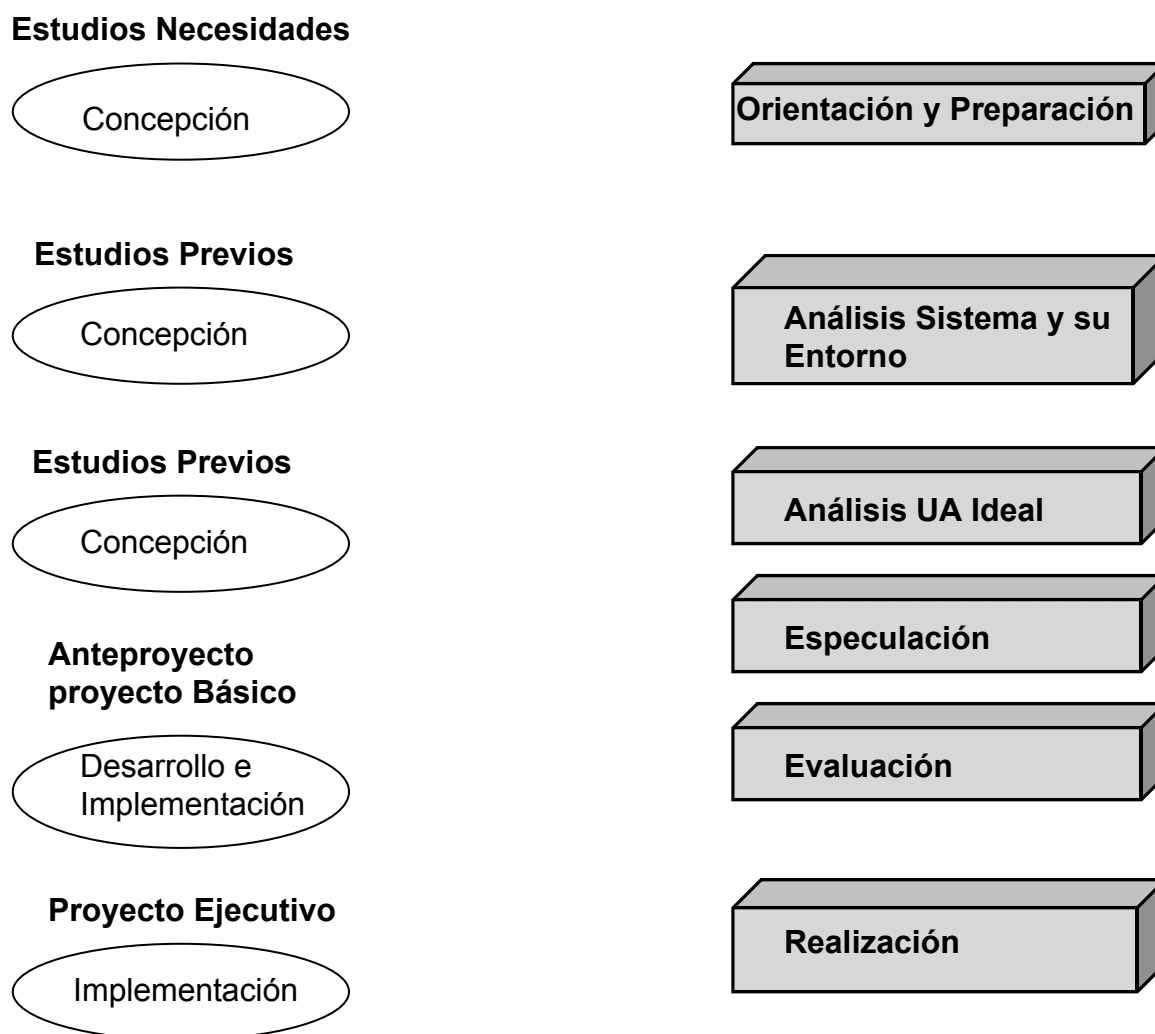 Estudios Necesidades
Concepción
Orientación y Preparación
Estudios Previos
Concepción
Análisis Sistema y su
Entorno
Estudios Previos
Concepción
Análisis UA Ideal
Especulación
Anteproyecto
proyecto Básico
Desarrollo e
Implementación
Evaluación
Proyecto Ejecutivo
Implementación
Realización